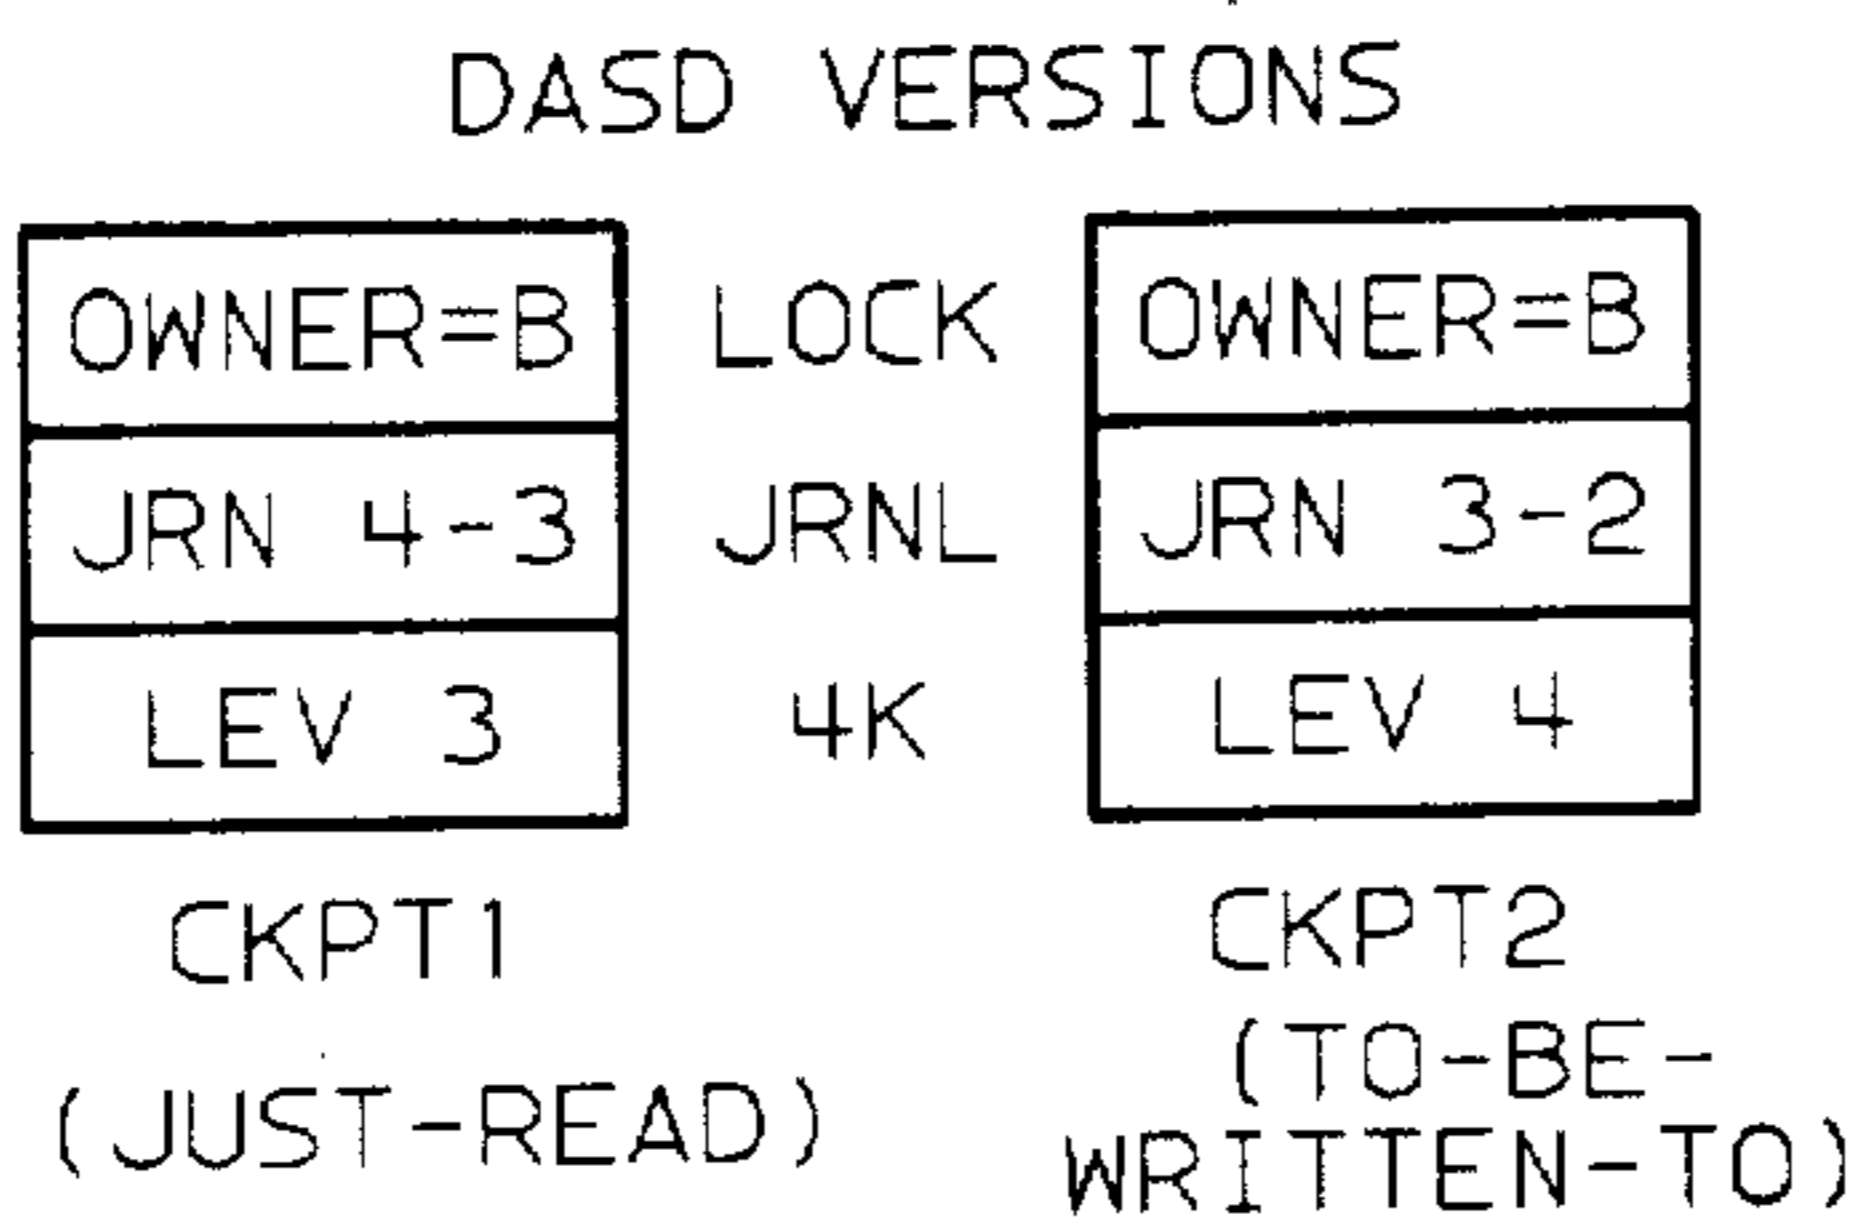 DASD VERSIONS
OWNER=B LOCK OWNER=B
JRN 4-3 JRNL JRN 3-2
LEV 3 4K LEV 4
CKPT1 CKPT2
(JUST-READ) (TO-BE-
WRITTEN-TO)